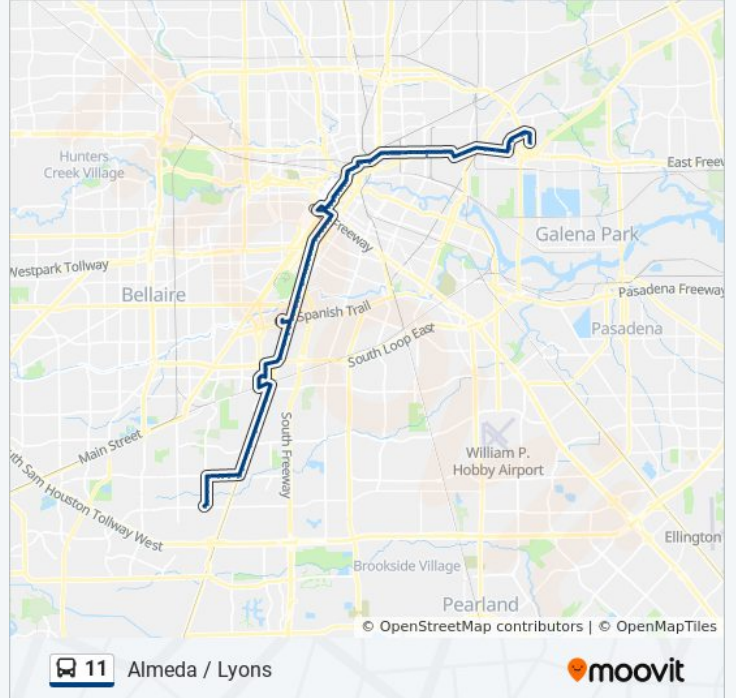 Hunters
Creek Village
East Freew
Freeway
Galena Park
Westpark Tollway
Bellaire
Pasadena Freeway
Spanish Trail
Pasadena
South Loop East
Main Street
South Freeway
William P.
Hobby Airport
uth Sam Houston Tollway West
Ellington
Brookside Village
Pearland
© OpenStreetMap contributors | © OpenMapTiles
11 Almeda / Lyons
moovit